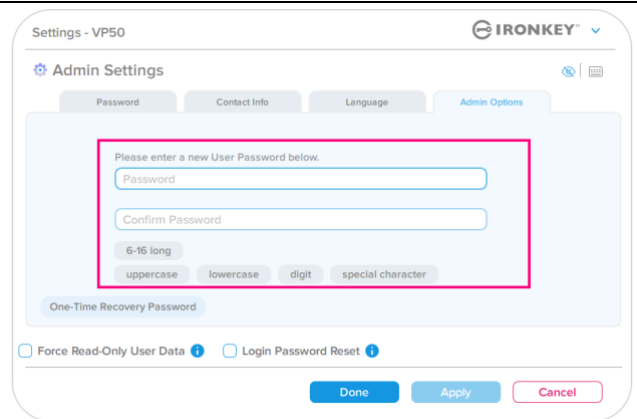 Settings - VP50
IRONKEY™
Admin Settings
Password Contact Info Language Admin Options
Please enter a new User Password below.
Password
Confirm Password
6-16 long
uppercase lowercase digit special character
One-Time Recovery Password
Force Read-Only User Data i Login Password Reset i
Done Apply Cancel